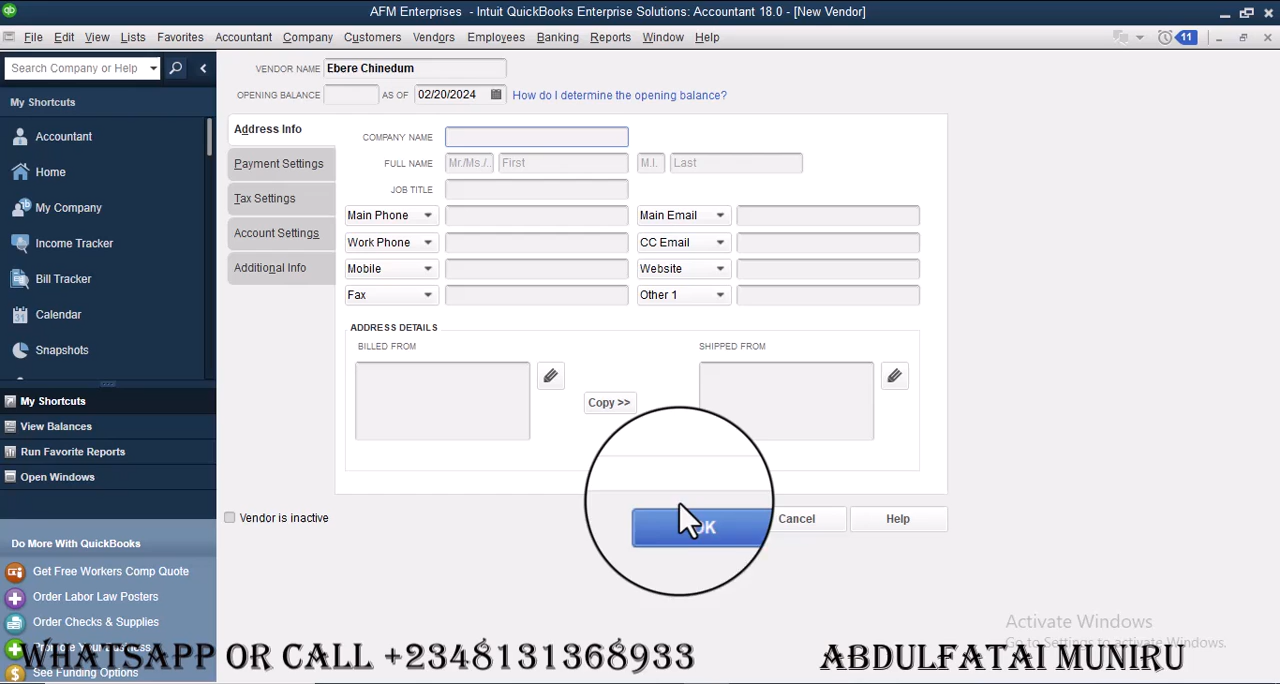 AFM Enterprises - Intuit QuickBooks Enterprise Solutions: Accountant 18.0 - [New Vendor]
File Edit View Lists Favorites Accountant Company Customers Vendors Employees Banking Reports Window Help
11
Search Company or Help
VENDOR NAME Ebere Chinedum
OPENING BALANCE AS OF 02/20/2024 How do I determine the opening balance?
My Shortcuts
Accountant
Home
My Company
Income Tracker
Bill Tracker
31 Calendar
Snapshots
My Shortcuts
View Balances
Run Favorite Reports
Open Windows
Do More With QuickBooks
Get Free Workers Comp Quote
Order Labor Law Posters
Order Checks & Supplies
Promote Your Business
See Funding Options
Address Info
Payment Settings
Tax Settings
Account Settings
Additional Info
COMPANY NAME
FULL NAME Mr./Ms./.. First M.I. Last
JOB TITLE
Main Phone Main Email
Work Phone CC Email
Mobile Website
Fax Other 1
ADDRESS DETAILS
BILLED FROM SHIPPED FROM
Copy >>
Vendor is inactive
OK Cancel Help
Activate Windows
Go to Settings to activate Windows.
WHATSAPP OR CALL +2348131368933 ABDULFATAI MUNIRU